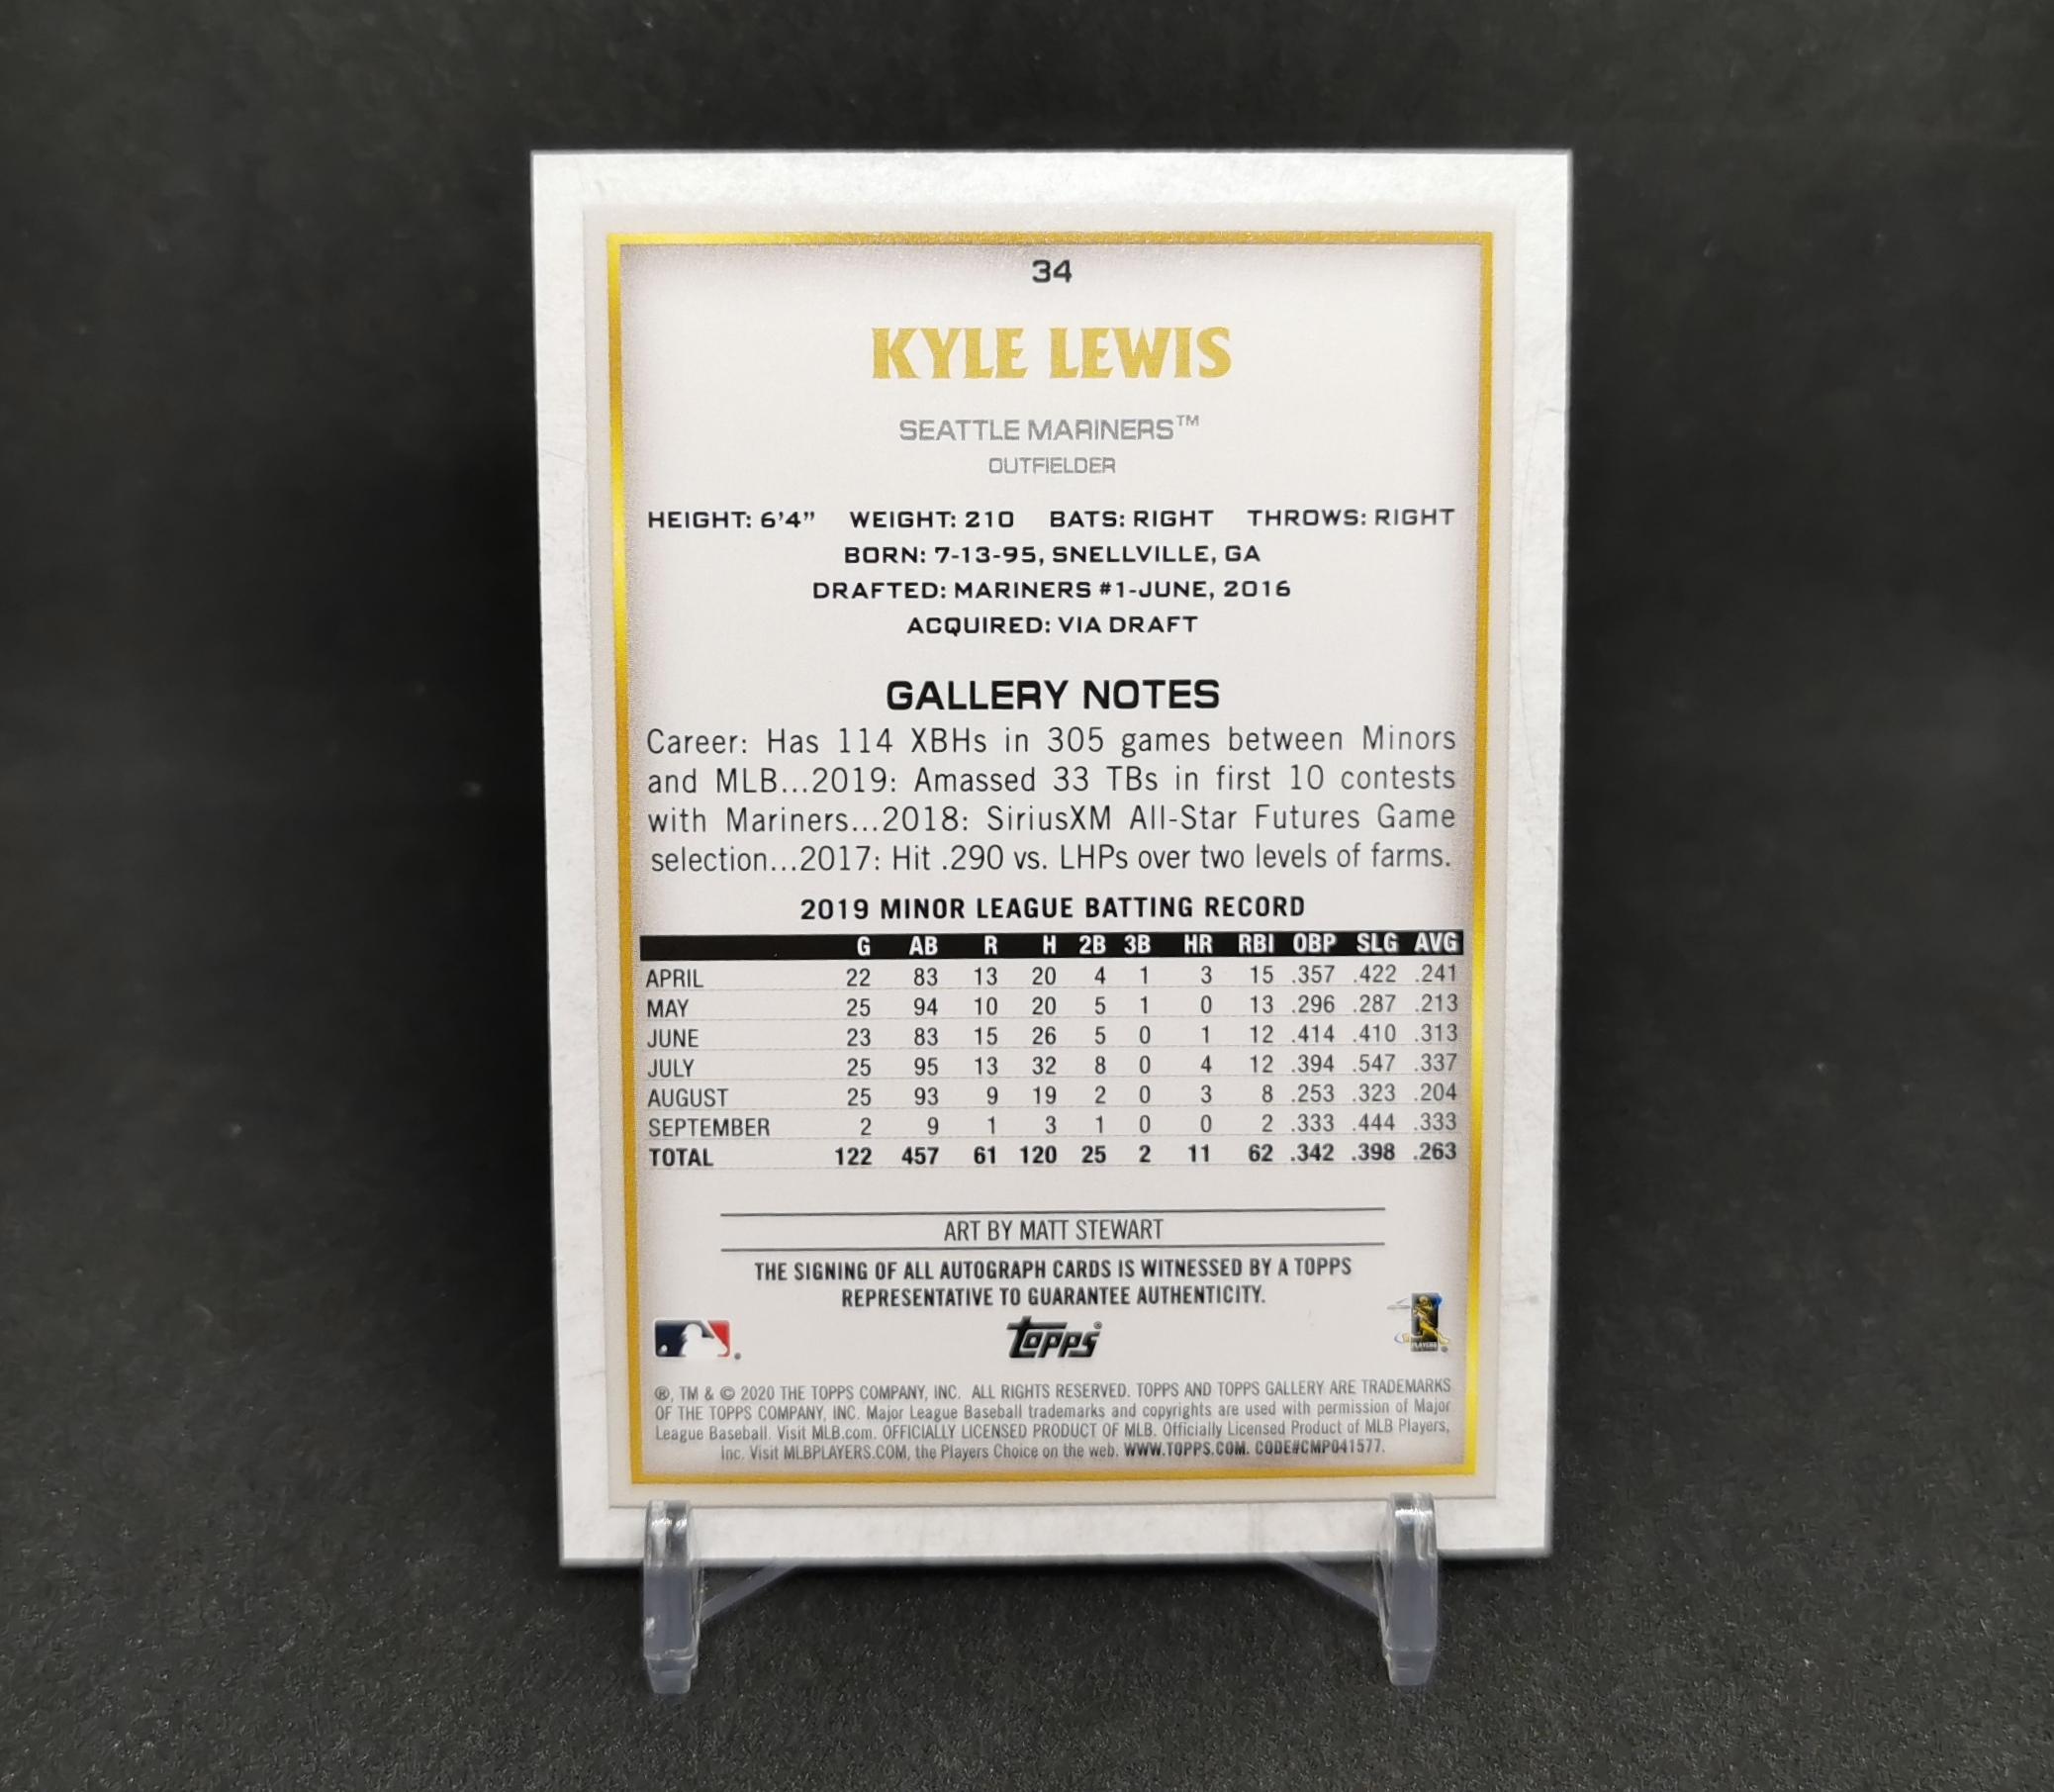 34
KYLE LEWIS
SEATTLE MARINERS™
OUTFIELDER
HEIGHT: 6'4" WEIGHT: 210 BATS: RIGHT THROWS: RIGHT
BORN: 7-13-95, SNELLVILLE, GA
DRAFTED: MARINERS #1-JUNE, 2016
ACQUIRED: VIA DRAFT
GALLERY NOTES
Career: Has 114 XBHs in 305 games between Minors
and MLB...2019: Amassed 33 TBs in first 10 contests
with Mariners...2018: SiriusXM All-Star Futures Game
selection...2017: Hit .290 vs. LHPs over two levels of farms.
2019 MINOR LEAGUE BATTING RECORD
G AB R H 2B 3B HR RBI OBP SLG AVG
APRIL 22 83 13 20 4 1 3 15 .357 .422 .241
MAY 25 94 10 20 5 1 0 13 .296 .287 .213
JUNE 23 83 15 26 5 0 1 12 .414 .410 .313
JULY 25 95 13 32 8 0 4 12 .394 .547 .337
AUGUST 25 93 9 19 2 0 3 8 .253 .323 .204
SEPTEMBER 2 9 1 3 1 0 0 2 .333 .444 .333
TOTAL 122 457 61 120 25 2 11 62 .342 .398 .263
ART BY MATT STEWART
THE SIGNING OF ALL AUTOGRAPH CARDS IS WITNESSED BY A TOPPS
REPRESENTATIVE TO GUARANTEE AUTHENTICITY.
Topps®
PLAYERS
®, TM & © 2020 THE TOPPS COMPANY, INC. ALL RIGHTS RESERVED. TOPPS AND TOPPS GALLERY ARE TRADEMARKS
OF THE TOPPS COMPANY, INC. Major League Baseball trademarks and copyrights are used with permission of Major
League Baseball. Visit MLB.com. OFFICIALLY LICENSED PRODUCT OF MLB. Officially Licensed Product of MLB Players,
Inc. Visit MLBPLAYERS.COM, the Players Choice on the web. WWW.TOPPS.COM. CODE#CMP041577.